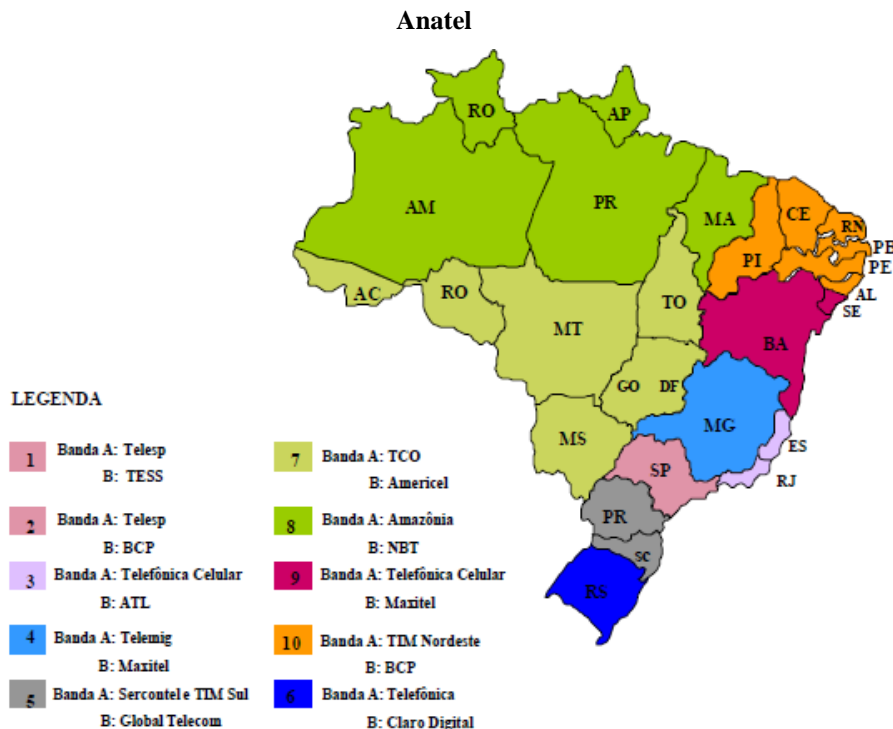 Anatel
RO
AP
AM
PR
MA
CE
RN
PB
PE
PI
AL
SE
AC
RO
TO
MT
BA
GO
DF
MG
MS
ES
SP
RJ
PR
SC
RS
LEGENDA
1 Banda A: Telesp
B: TESS
2 Banda A: Telesp
B: BCP
3 Banda A: Telefônica Celular
B: ATL
4 Banda A: Telemig
B: Maxitel
5 Banda A: Sercontel e TIM Sul
B: Global Telecom
7 Banda A: TCO
B: Americel
8 Banda A: Amazônia
B: NBT
9 Banda A: Telefônica Celular
B: Maxitel
10 Banda A: TIM Nordeste
B: BCP
6 Banda A: Telefônica
B: Claro Digital